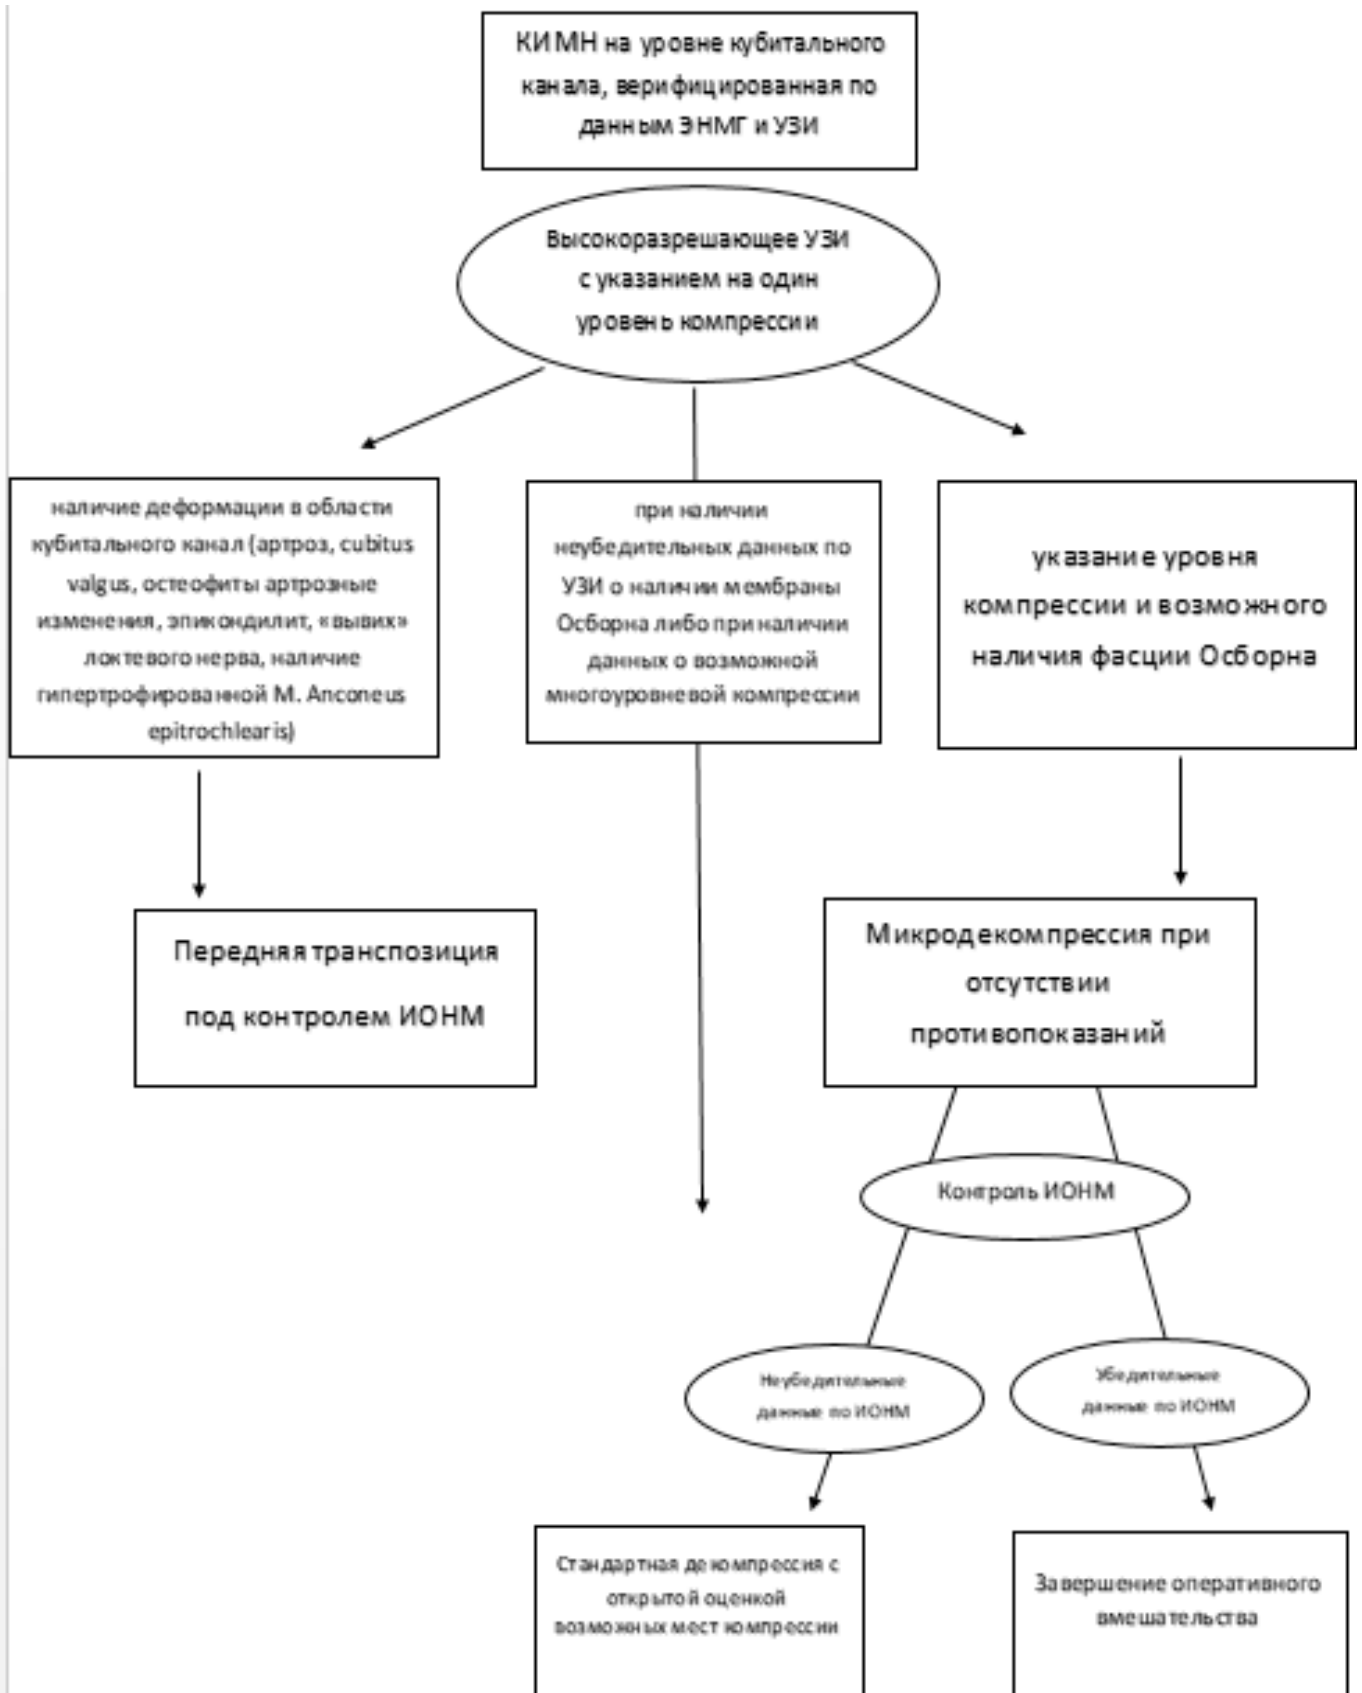 КИМН на уровне кубитального
канала, верифицированная по
данным ЭНМГ и УЗИ
Высокоразрешающее УЗИ
с указанием на один
уровень компрессии
наличие деформации в области
кубитального канал (артроз, cubitus
valgus, остеофиты артрозные
изменения, эпикондилит, «вывих»
локтевого нерва, наличие
гипертрофированной M. Anconeus
epitrochlearis)
при наличии
неубедительных данных по
УЗИ о наличии мембраны
Осборна либо при наличии
данных о возможной
многоуровневой компрессии
указание уровня
компрессии и возможного
наличия фасции Осборна
Передняя транспозиция
под контролем ИОНМ
Микродекомпрессия при
отсутствии
противопоказаний
Контроль ИОНМ
Неубедительные
данные по ИОНМ
Убедительные
данные по ИОНМ
Стандартная декомпрессия с
открытой оценкой
возможных мест компрессии
Завершение оперативного
вмешательства